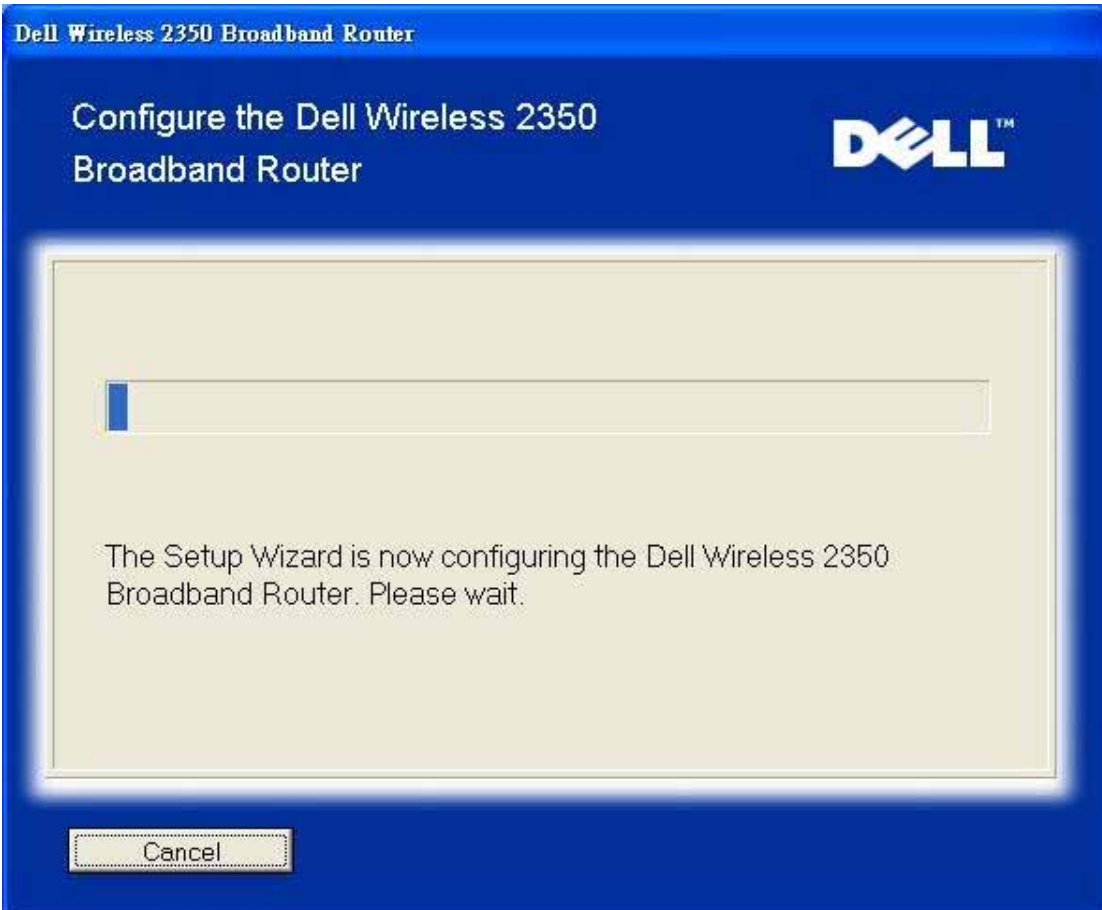 Dell Wireless 2350 Broadband Router
Configure the Dell Wireless 2350
Broadband Router
DELL™
The Setup Wizard is now configuring the Dell Wireless 2350
Broadband Router. Please wait.
Cancel